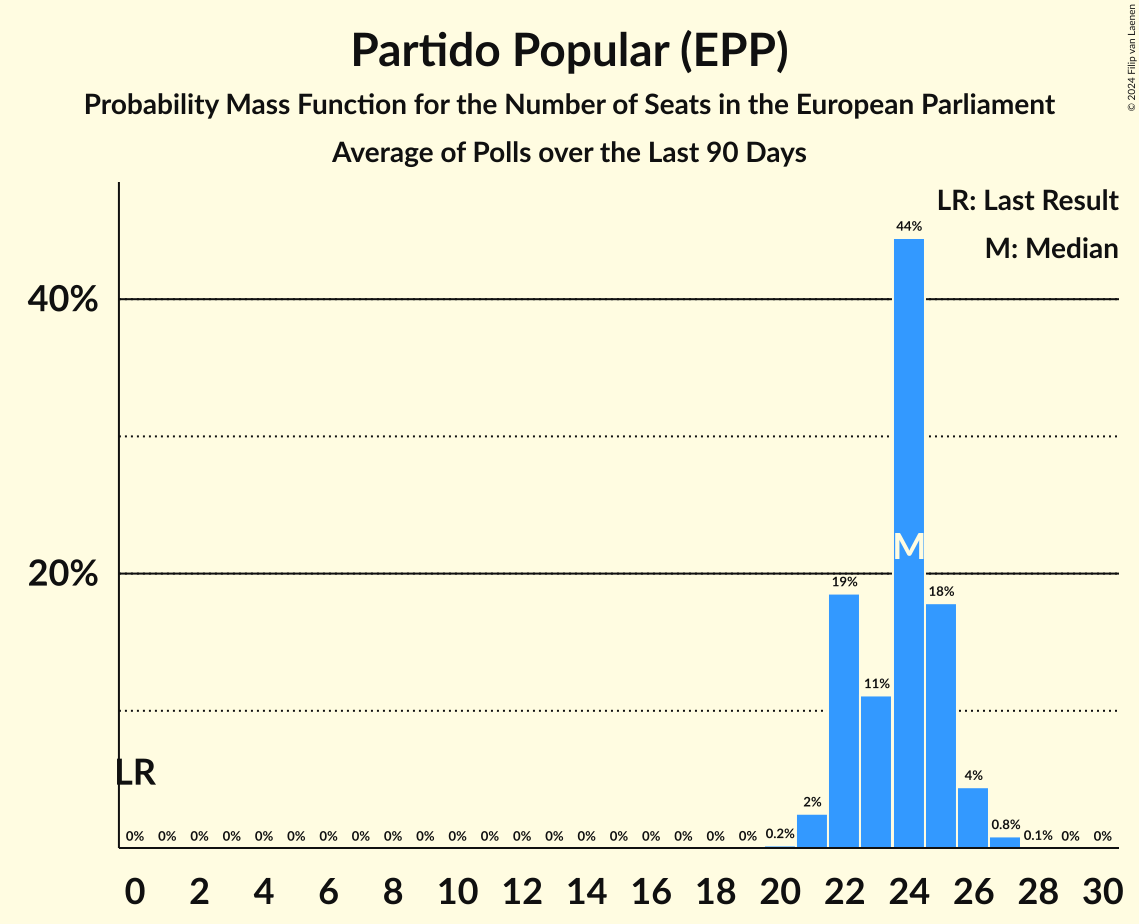 Partido Popular (EPP)
Probability Mass Function for the Number of Seats in the European Parliament
Average of Polls over the Last 90 Days
© 2024 Filip van Laenen
LR: Last Result
M: Median
44%
40%
M
20%
19%
18%
11%
LR
4%
2%
0% 0% 0% 0% 0% 0% 0% 0% 0% 0% 0% 0% 0% 0% 0% 0% 0% 0% 0% 0% 0.2% 0.8% 0.1% 0% 0%
0 2 4 6 8 10 12 14 16 18 20 22 24 26 28 30